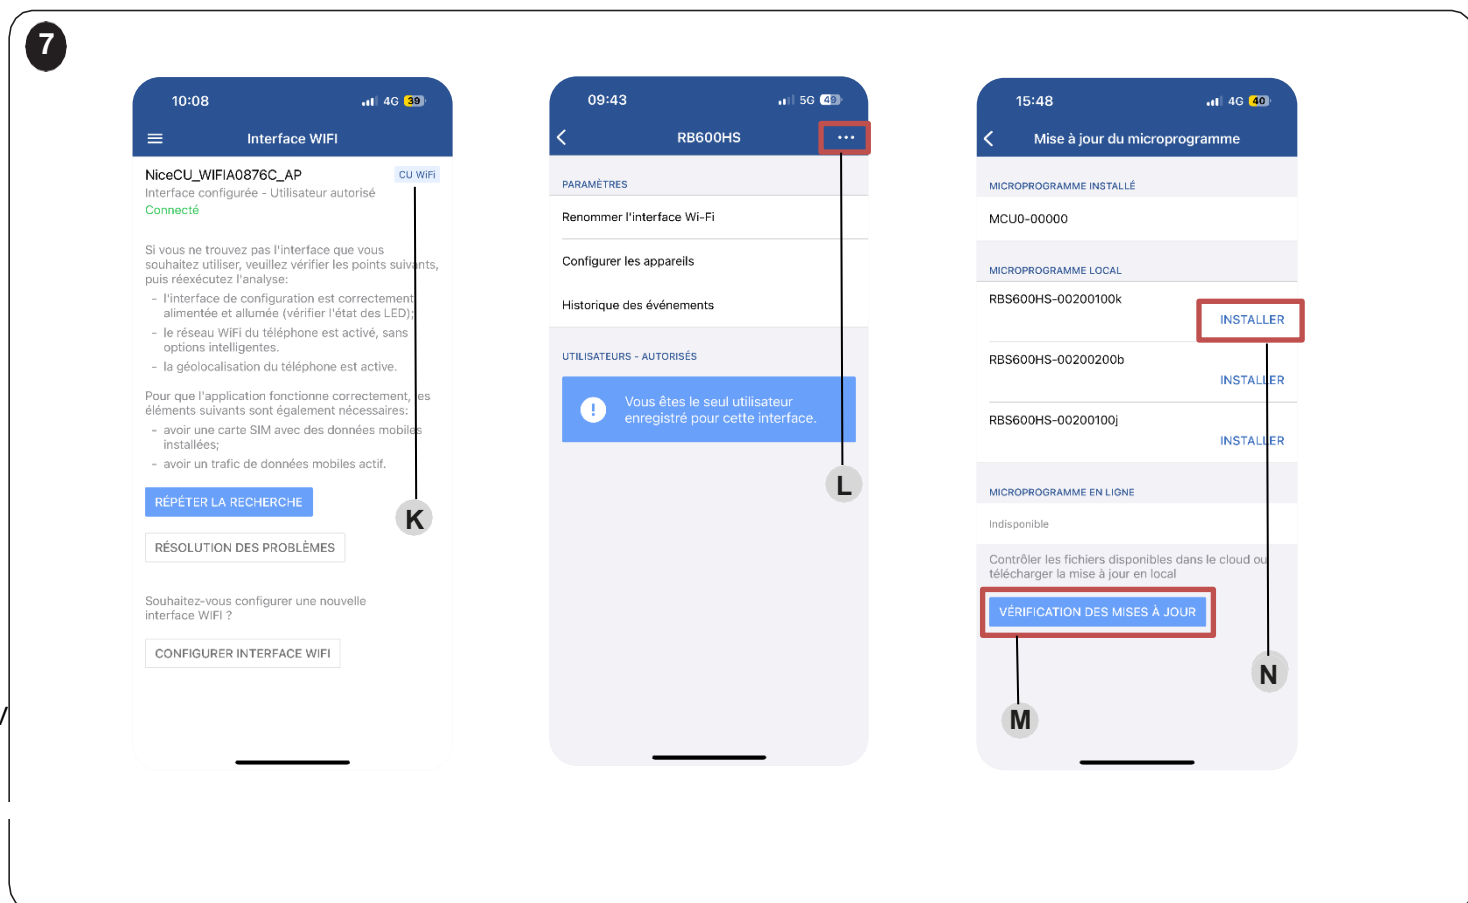 7
10:08
4G 39
Interface WIFI
NiceCU_WIFIA0876C_AP
CU WiFi
Interface configurée - Utilisateur autorisé
Connecté
Si vous ne trouvez pas l'interface que vous
souhaitez utiliser, veuillez vérifier les points suivants,
puis réexécutez l'analyse:
- l'interface de configuration est correctement
alimentée et allumée (vérifier l'état des LED);
- le réseau WiFi du téléphone est activé, sans
options intelligentes.
- la géolocalisation du téléphone est active.
Pour que l'application fonctionne correctement, les
éléments suivants sont également nécessaires:
- avoir une carte SIM avec des données mobiles
installées;
- avoir un trafic de données mobiles actif.
RÉPÉTER LA RECHERCHE
K
RÉSOLUTION DES PROBLÈMES
Souhaitez-vous configurer une nouvelle
interface WIFI ?
CONFIGURER INTERFACE WIFI
09:43
5G 49
RB600HS
...
PARAMÈTRES
Renommer l'interface Wi-Fi
Configurer les appareils
Historique des événements
UTILISATEURS - AUTORISÉS
! Vous êtes le seul utilisateur
enregistré pour cette interface.
L
15:48
4G 40
Mise à jour du microprogramme
MICROPROGRAMME INSTALLÉ
MCU0-00000
MICROPROGRAMME LOCAL
RBS600HS-00200100k
INSTALLER
RBS600HS-00200200b
INSTALLER
RBS600HS-00200100j
INSTALLER
MICROPROGRAMME EN LIGNE
Indisponible
Contrôler les fichiers disponibles dans le cloud ou
télécharger la mise à jour en local
VÉRIFICATION DES MISES À JOUR
N
M